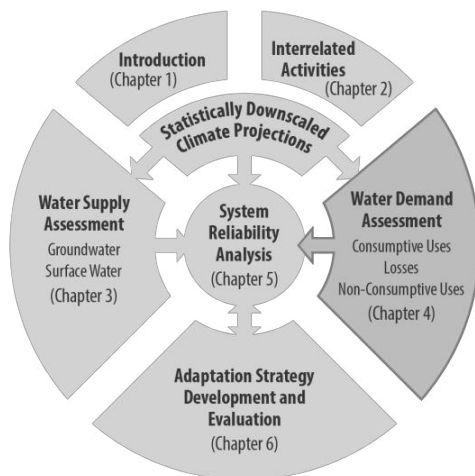 Introduction
(Chapter 1)
Interrelated
Activities
(Chapter 2)
Statistically Downscaled
Climate Projections
Water Supply
Assessment
Groundwater
Surface Water
(Chapter 3)
System
Reliability
Analysis
(Chapter 5)
Water Demand
Assessment
Consumptive Uses
Losses
Non-Consumptive Uses
(Chapter 4)
Adaptation Strategy
Development and
Evaluation
(Chapter 6)